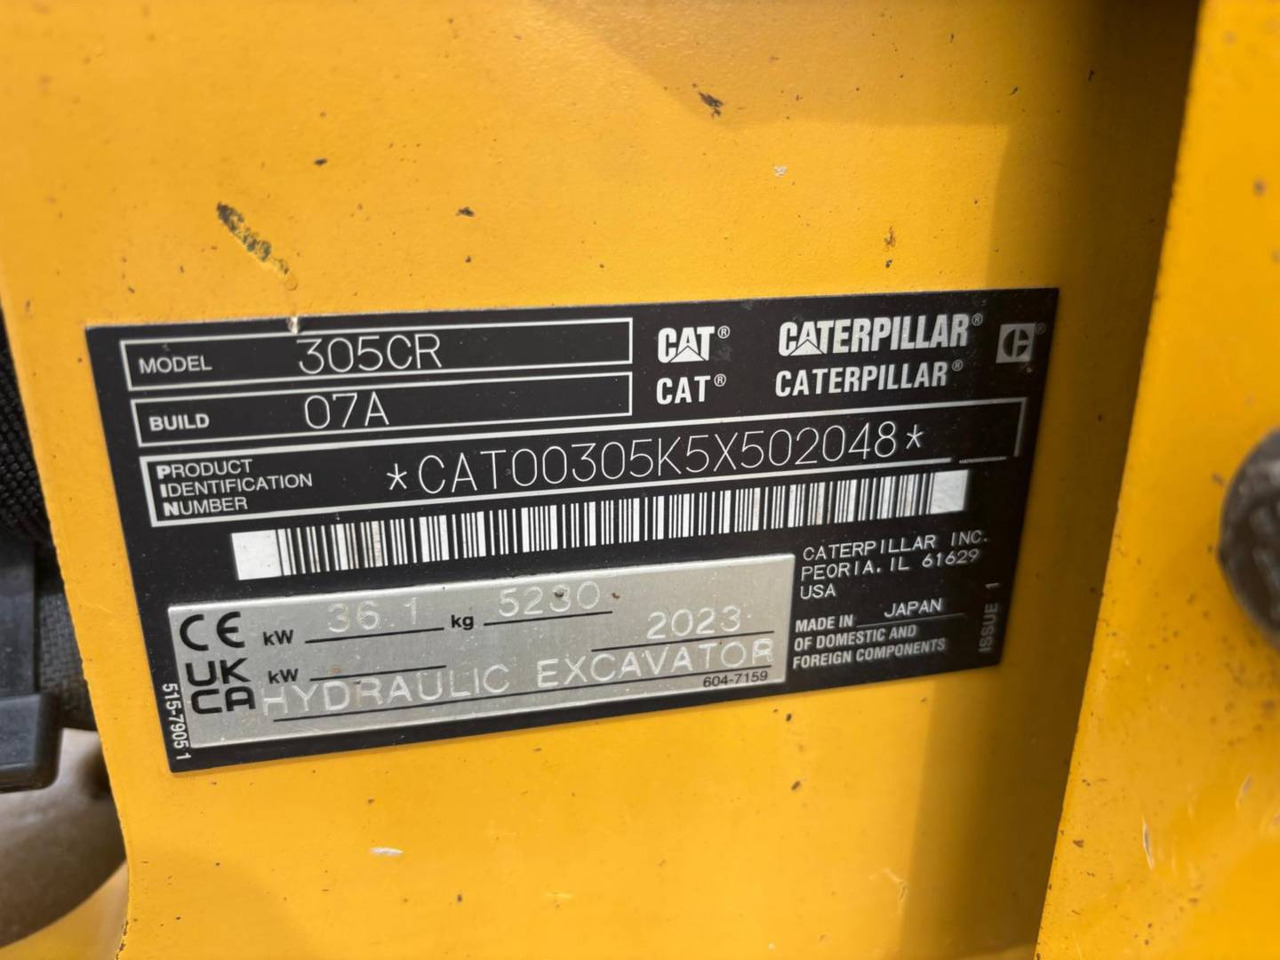 MODEL 305CR
BUILD 07A
CAT® CATERPILLAR®
CAT® CATERPILLAR®
PRODUCT
IDENTIFICATION
NUMBER
*CAT00305K5X502048*
CATERPILLAR INC.
PEORIA, IL 61629
USA
MADE IN JAPAN
OF DOMESTIC AND
FOREIGN COMPONENTS
ISSUE 1
CE kW 36.1 kg 5230
UK
CA kW 2023
HYDRAULIC EXCAVATOR
604-7159
515-7905 1